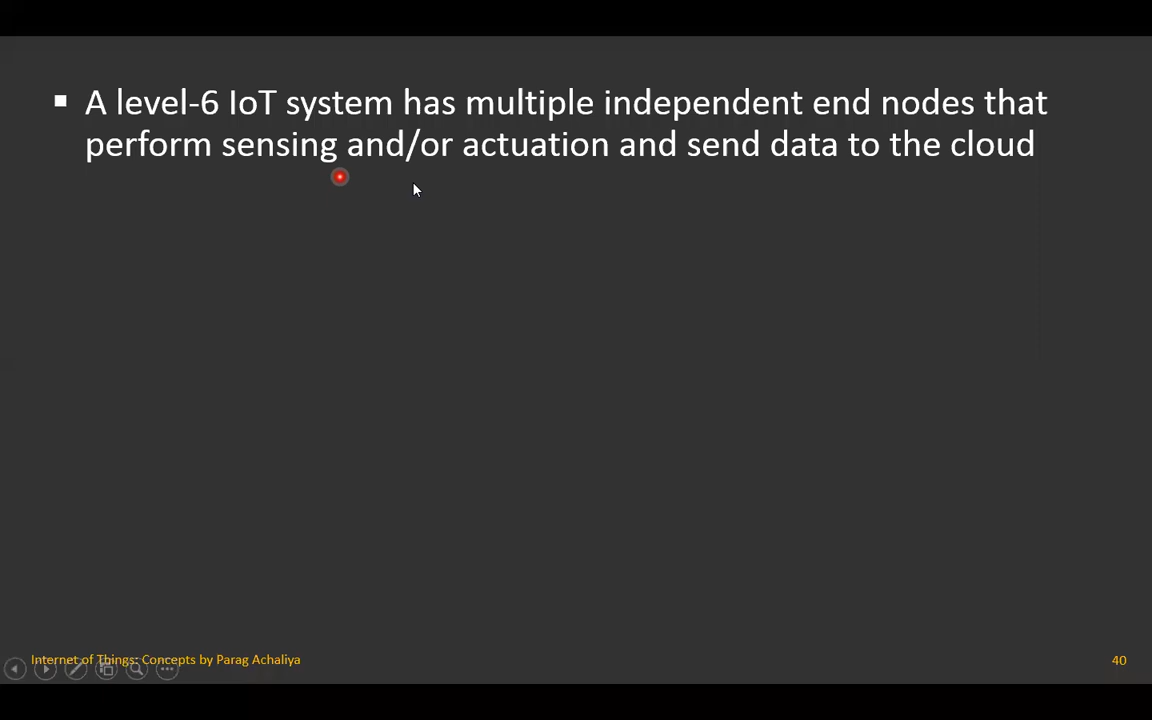 ▪ A level-6 IoT system has multiple independent end nodes that
perform sensing and/or actuation and send data to the cloud
Internet of Things: Concepts by Parag Achaliya
40